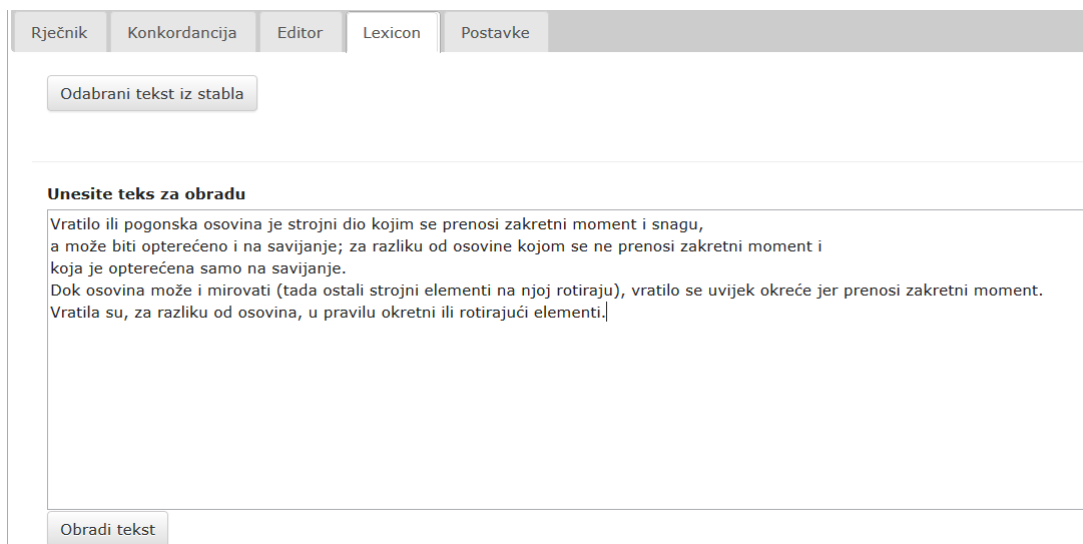 Rječnik Konkordancija Editor Lexicon Postavke
Odabrani tekst iz stabla
Unesite teks za obradu
Vratilo ili pogonska osovina je strojni dio kojim se prenosi zakretni moment i snagu,
a može biti opterećeno i na savijanje; za razliku od osovine kojom se ne prenosi zakretni moment i
koja je opterećena samo na savijanje.
Dok osovina može i mirovati (tada ostali strojni elementi na njoj rotiraju), vratilo se uvijek okreće jer prenosi zakretni moment.
Vratila su, za razliku od osovina, u pravilu okretni ili rotirajući elementi.
Obradi tekst